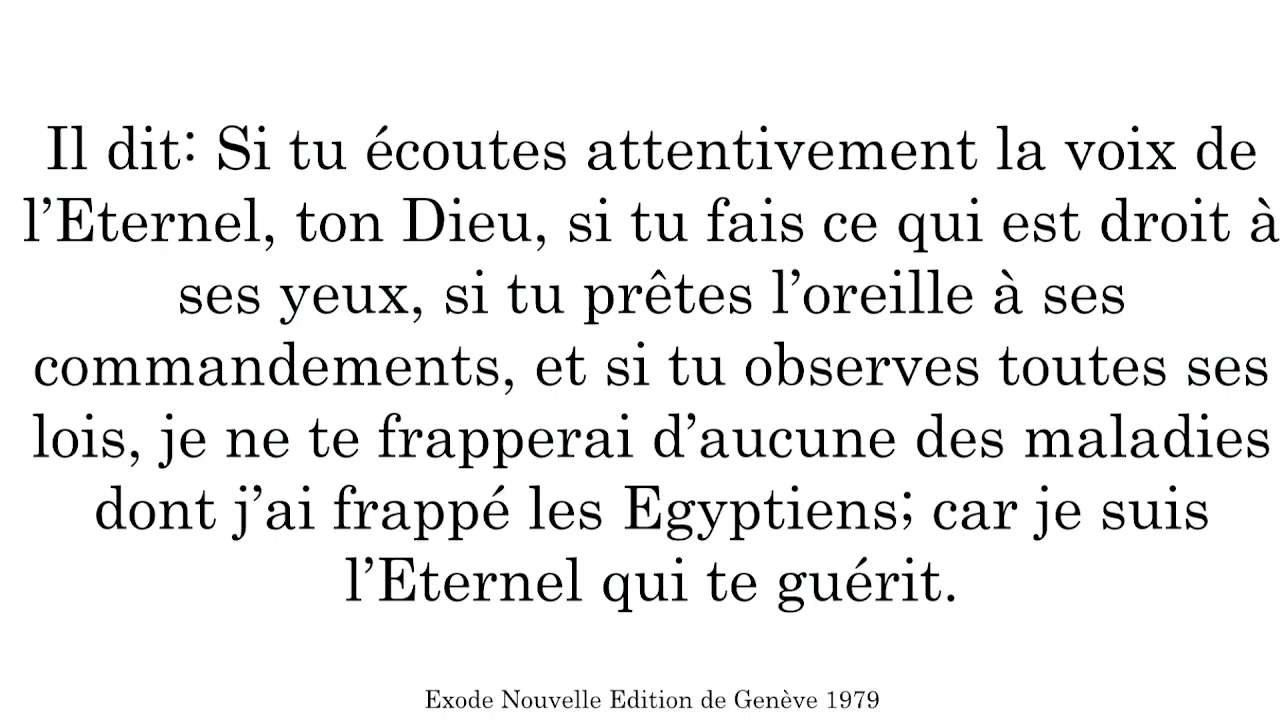 Il dit: Si tu écoutes attentivement la voix de
l’Eternel, ton Dieu, si tu fais ce qui est droit à
ses yeux, si tu prêtes l’oreille à ses
commandements, et si tu observes toutes ses
lois, je ne te frapperai d’aucune des maladies
dont j’ai frappé les Egyptiens; car je suis
l’Eternel qui te guérit.
Exode Nouvelle Edition de Genève 1979